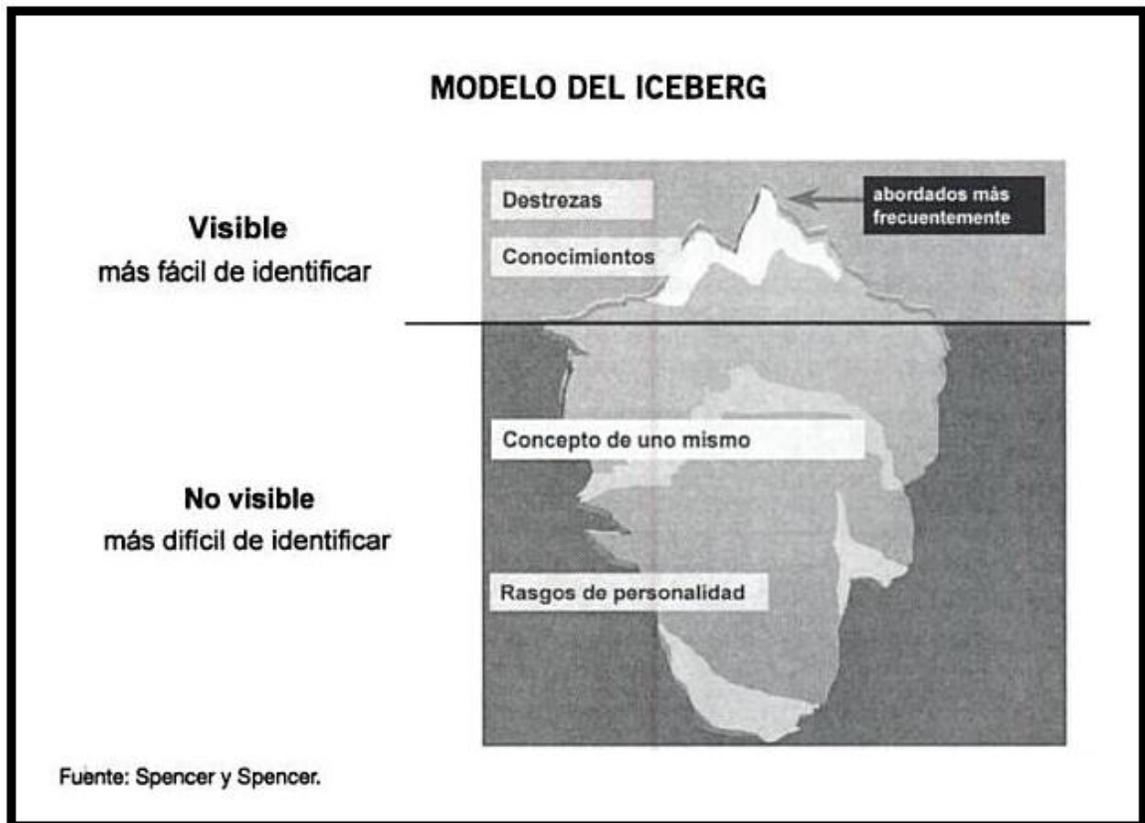 MODELO DEL ICEBERG
Visible
más fácil de identificar
Destrezas
Conocimientos
abordados más
frecuentemente
No visible
más difícil de identificar
Concepto de uno mismo
Rasgos de personalidad
Fuente: Spencer y Spencer.